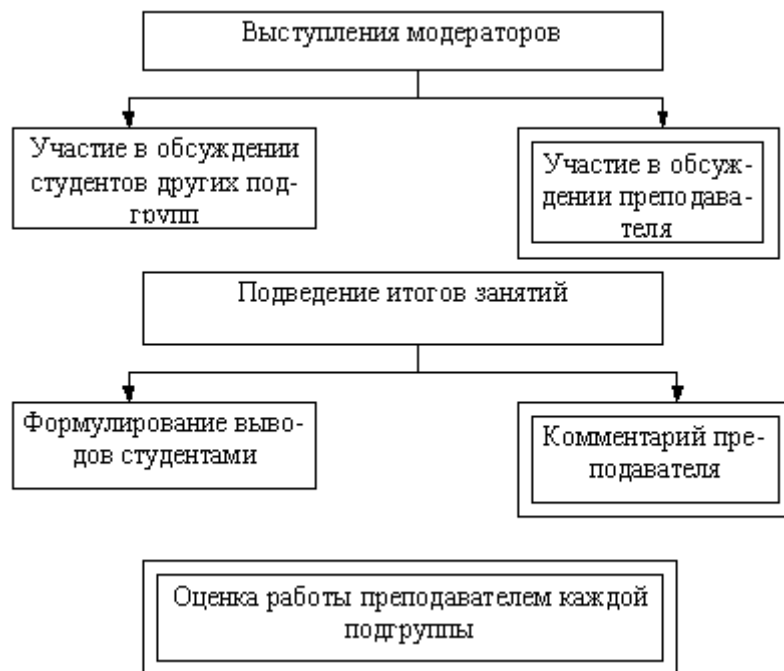 Выступления модераторов
Участие в обсуждении
студентов других под-
групп
Участие в обсуж-
дении преподава-
теля
Подведение итогов занятий
Формулирование выво-
дов студентами
Комментарий пре-
подавателя
Оценка работы преподавателем каждой
подгруппы